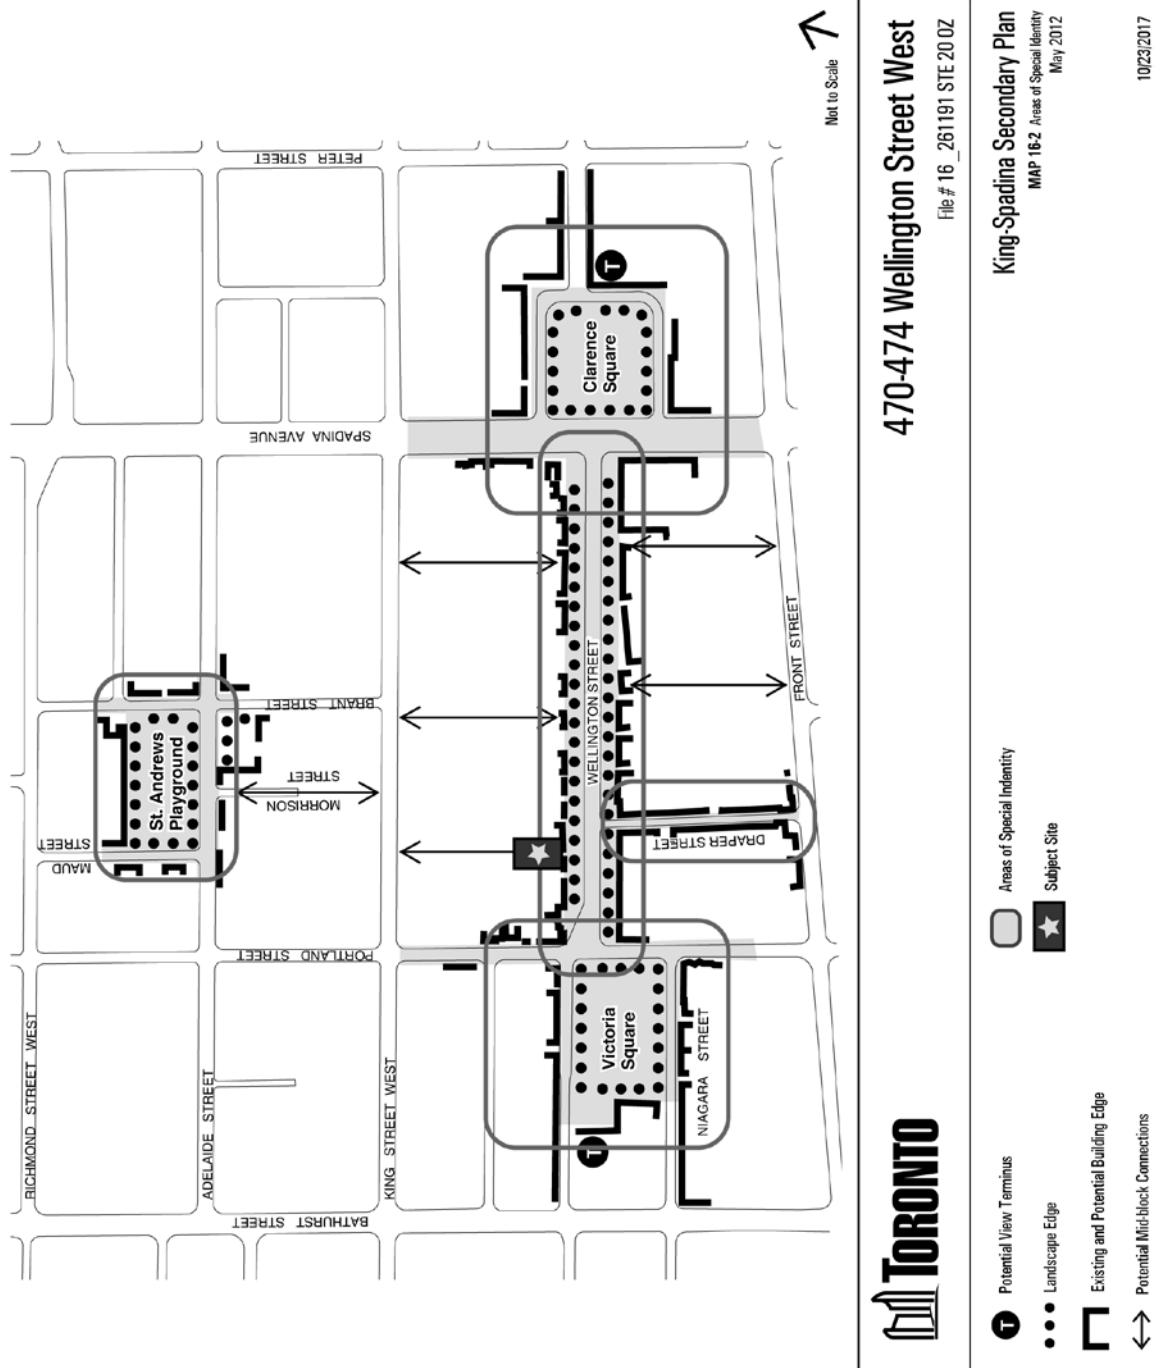 RICHMOND STREET WEST
MAUD
STREET
St. Andrews
Playground
ADELAIDE STREET
PETER STREET
SPADINA AVENUE
BRANT STREET
MORRISON
STREET
PORTLAND STREET
BATHURST STREET
KING STREET WEST
Clarence
Square
T
WELLINGTON STREET
DRAPER STREET
Victoria
Square
T
NIAGARA STREET
FRONT STREET
Not to Scale
TORONTO
470-474 Wellington Street West
File # 16_261191 STE 20 OZ
T Potential View Terminus
Landscape Edge
Existing and Potential Building Edge
Potential Mid-block Connections
Areas of Special Indentity
Subject Site
King-Spadina Secondary Plan
MAP 16-2 Areas of Special Identity
May 2012
10/23/2017